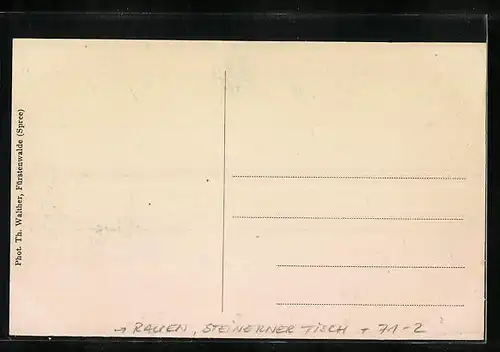 Phot. Th. Walther, Fürstenwalde (Spree)
→ RAUEN, STEINERNER TISCH + 71-2